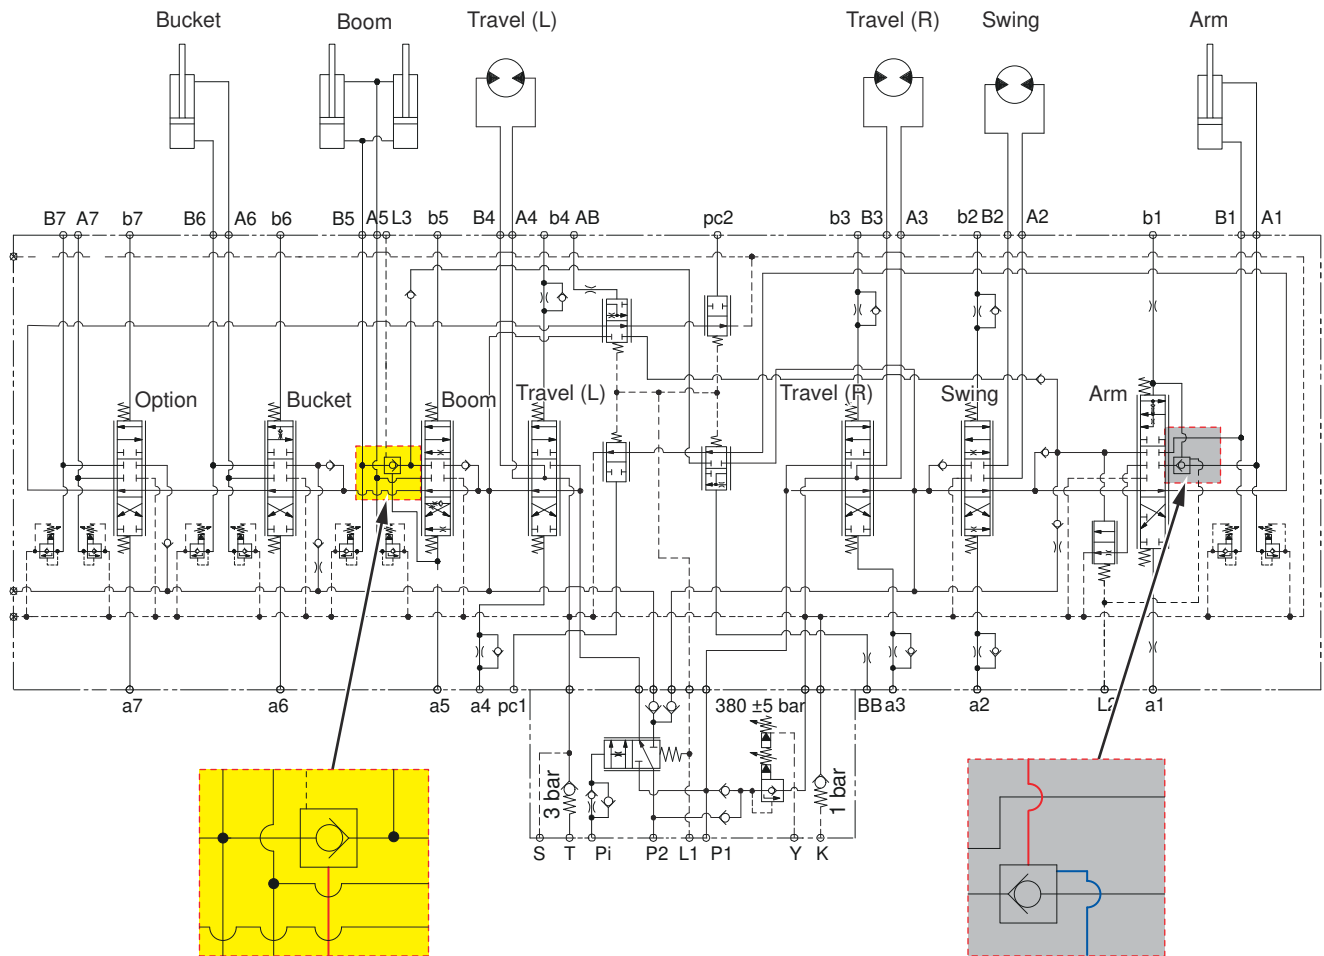 Bucket Boom Travel (L) Travel (R) Swing Arm
B7 A7 b7 B6 A6 b6 B5 A5 L3 b5 B4 A4 b4 AB pc2 b3 B3 A3 b2 B2 A2 b1 B1 A1
Option Bucket Boom Travel (L) Travel (R) Swing Arm
a7 a6 a5 a4 pc1 380 ±5 bar BB a3 a2 L2 a1
3 bar 1 bar
S T Pi P2 L1 P1 Y K